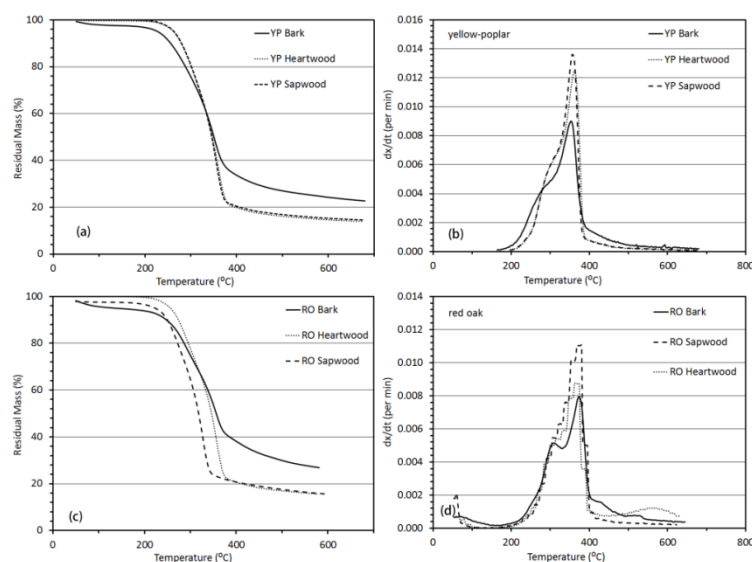 100
80
60
40
20
0
0 200 400 600 800
Residual Mass (%)
Temperature (°C)
YP Bark
YP Heartwood
YP Sapwood
(a)
0.014
0.012
0.010
0.008
0.006
0.004
0.002
0.000
0 200 400 600 800
dx/dt (per min)
Temperature (°C)
yellow-poplar
YP Bark
YP Heartwood
YP Sapwood
(b)
100
80
60
40
20
0
0 200 400 600
Residual Mass (%)
Temperature (°C)
RO Bark
RO Heartwood
RO Sapwood
(c)
0.014
0.012
0.010
0.008
0.006
0.004
0.002
0.000
0 200 400 600 800
dx/dt (per min)
Temperature (°C)
red oak
RO Bark
RO Sapwood
RO Heartwood
(d)